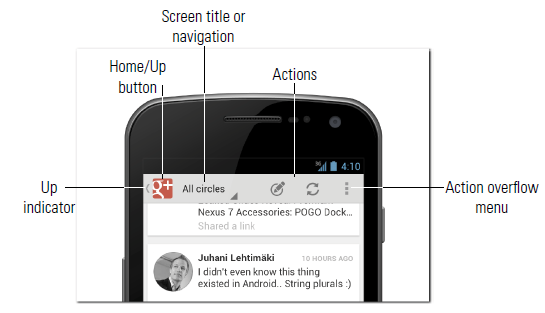 Screen title or
navigation
Home/Up
button
Actions
3G 4:10
Up
indicator
g+ All circles
Action overflow
menu
Nexus 7 Accessories: POGO Dock...
Shared a link
Juhani Lehtimäki 10 HOURS AGO
I didn't even know this thing
existed in Android.. String plurals :)